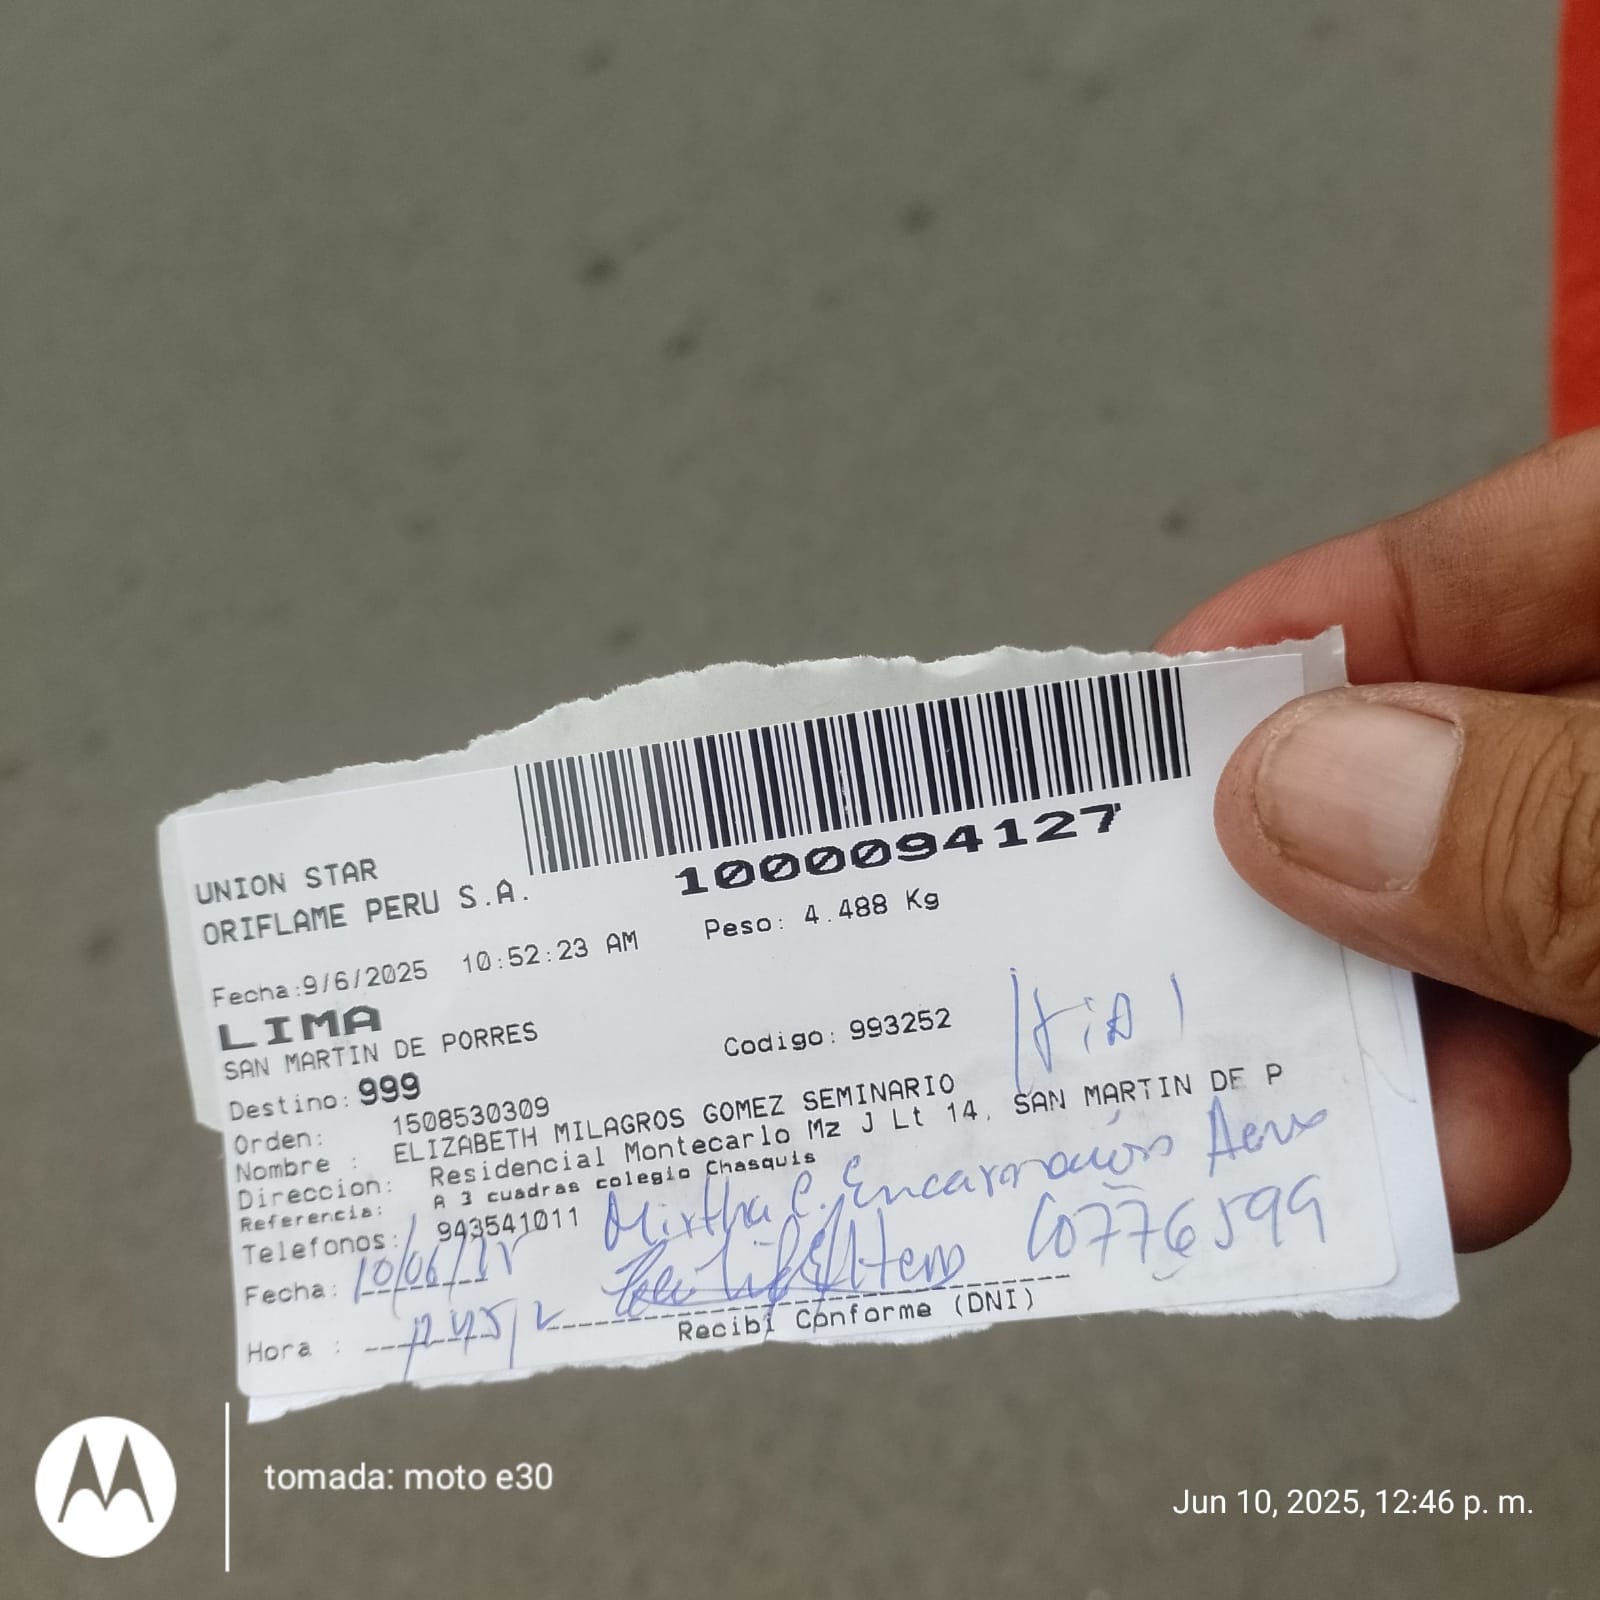 1000094127
UNION STAR
ORIFLAME PERU S.A.
Fecha:9/6/2025 10:52:23 AM Peso: 4.488 Kg
LIMA
SAN MARTIN DE PORRES
Destino: 999 Codigo: 993252
Orden: 1508530309
Nombre : ELIZABETH MILAGROS GOMEZ SEMINARIO
Direccion: Residencial Montecarlo Mz J Lt 14, SAN MARTIN DE P
Referencia: A 3 cuadras colegio Chasquis
Telefonos: 943541011
Mirtha C. Encarnación
Fecha: 10/06/
Hora :
Recibi Conforme (DNI)
tomada: moto e30
Jun 10, 2025, 12:46 p. m.